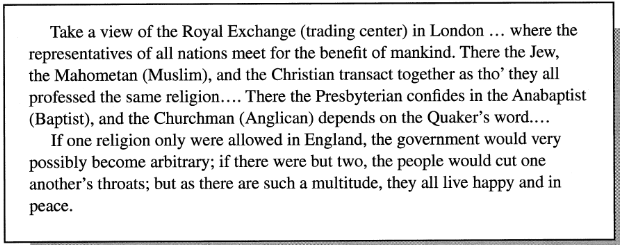 Take a view of the Royal Exchange (trading center) in London … where the
representatives of all nations meet for the benefit of mankind. There the Jew,
the Mahometan (Muslim), and the Christian transact together as tho' they all
professed the same religion…. There the Presbyterian confides in the Anabaptist
(Baptist), and the Churchman (Anglican) depends on the Quaker's word….
If one religion only were allowed in England, the government would very
possibly become arbitrary; if there were but two, the people would cut one
another's throats; but as there are such a multitude, they all live happy and in
peace.